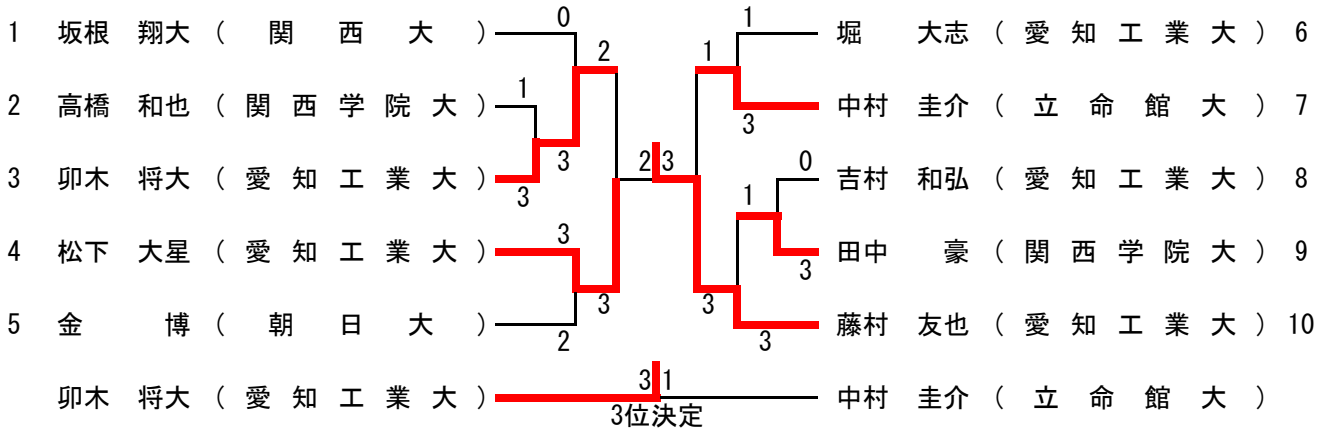 0 1
1 坂根 翔大 ( 関 西 大 ) 堀 大志 ( 愛 知 工 業 大 ) 6
2 1
1
2 高橋 和也 ( 関 西 学 院 大 ) 中村 圭介 ( 立 命 館 大 ) 7
3
3 2 3 0
3 卯木 将大 ( 愛 知 工 業 大 ) 吉村 和弘 ( 愛 知 工 業 大 ) 8
3 1
3
4 松下 大星 ( 愛 知 工 業 大 ) 田中 豪 ( 関 西 学 院 大 ) 9
3
3 3
5 金 博 ( 朝 日 大 ) 藤村 友也 ( 愛 知 工 業 大 ) 10
2 3
3 1
卯木 将大 ( 愛 知 工 業 大 ) 中村 圭介 ( 立 命 館 大 )
3位決定